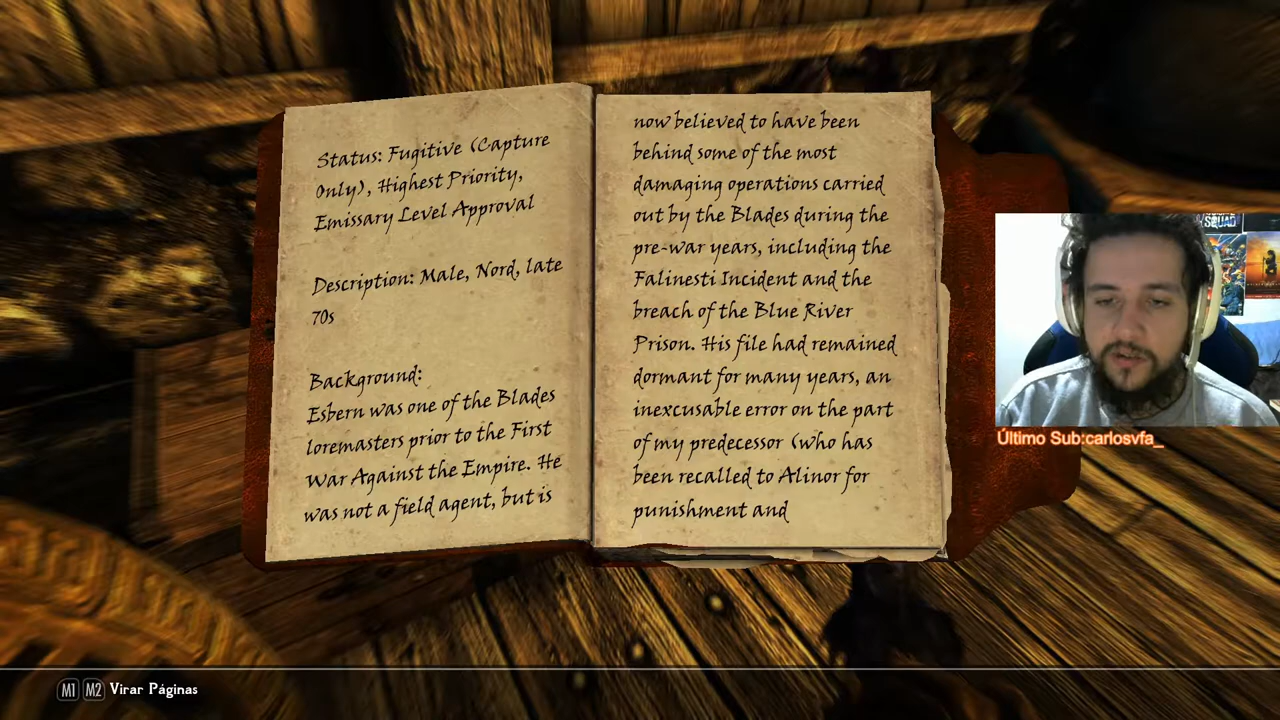 Status: Fugitive (Capture
Only), Highest Priority,
Emissary Level Approval
Description: Male, Nord, late
70s
Background:
Esbern was one of the Blades
loremasters prior to the First
War Against the Empire. He
was not a field agent, but is
now believed to have been
behind some of the most
damaging operations carried
out by the Blades during the
pre-war years, including the
Falinesti Incident and the
breach of the Blue River
Prison. His file had remained
dormant for many years, an
inexcusable error on the part
of my predecessor (who has
been recalled to Alinor for
punishment and
SQUAD
Último Sub:carlosvfa_
M1 M2 Virar Páginas